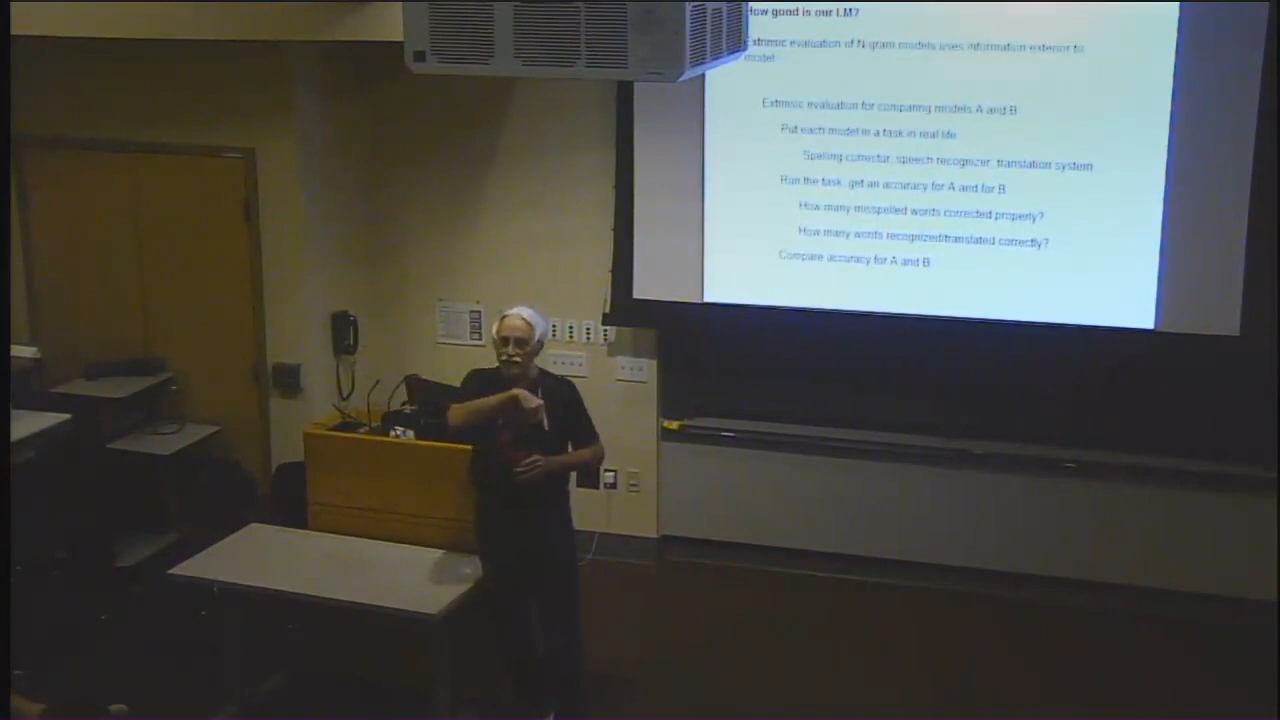 How good is our LM?
Extrinsic evaluation of N-gram models uses information exterior to
model
Extrinsic evaluation for comparing models A and B
Put each model in a task in real life
Spelling corrector, speech recognizer, translation system
Run the task, get an accuracy for A and for B
How many misspelled words corrected properly?
How many words recognized/translated correctly?
Compare accuracy for A and B